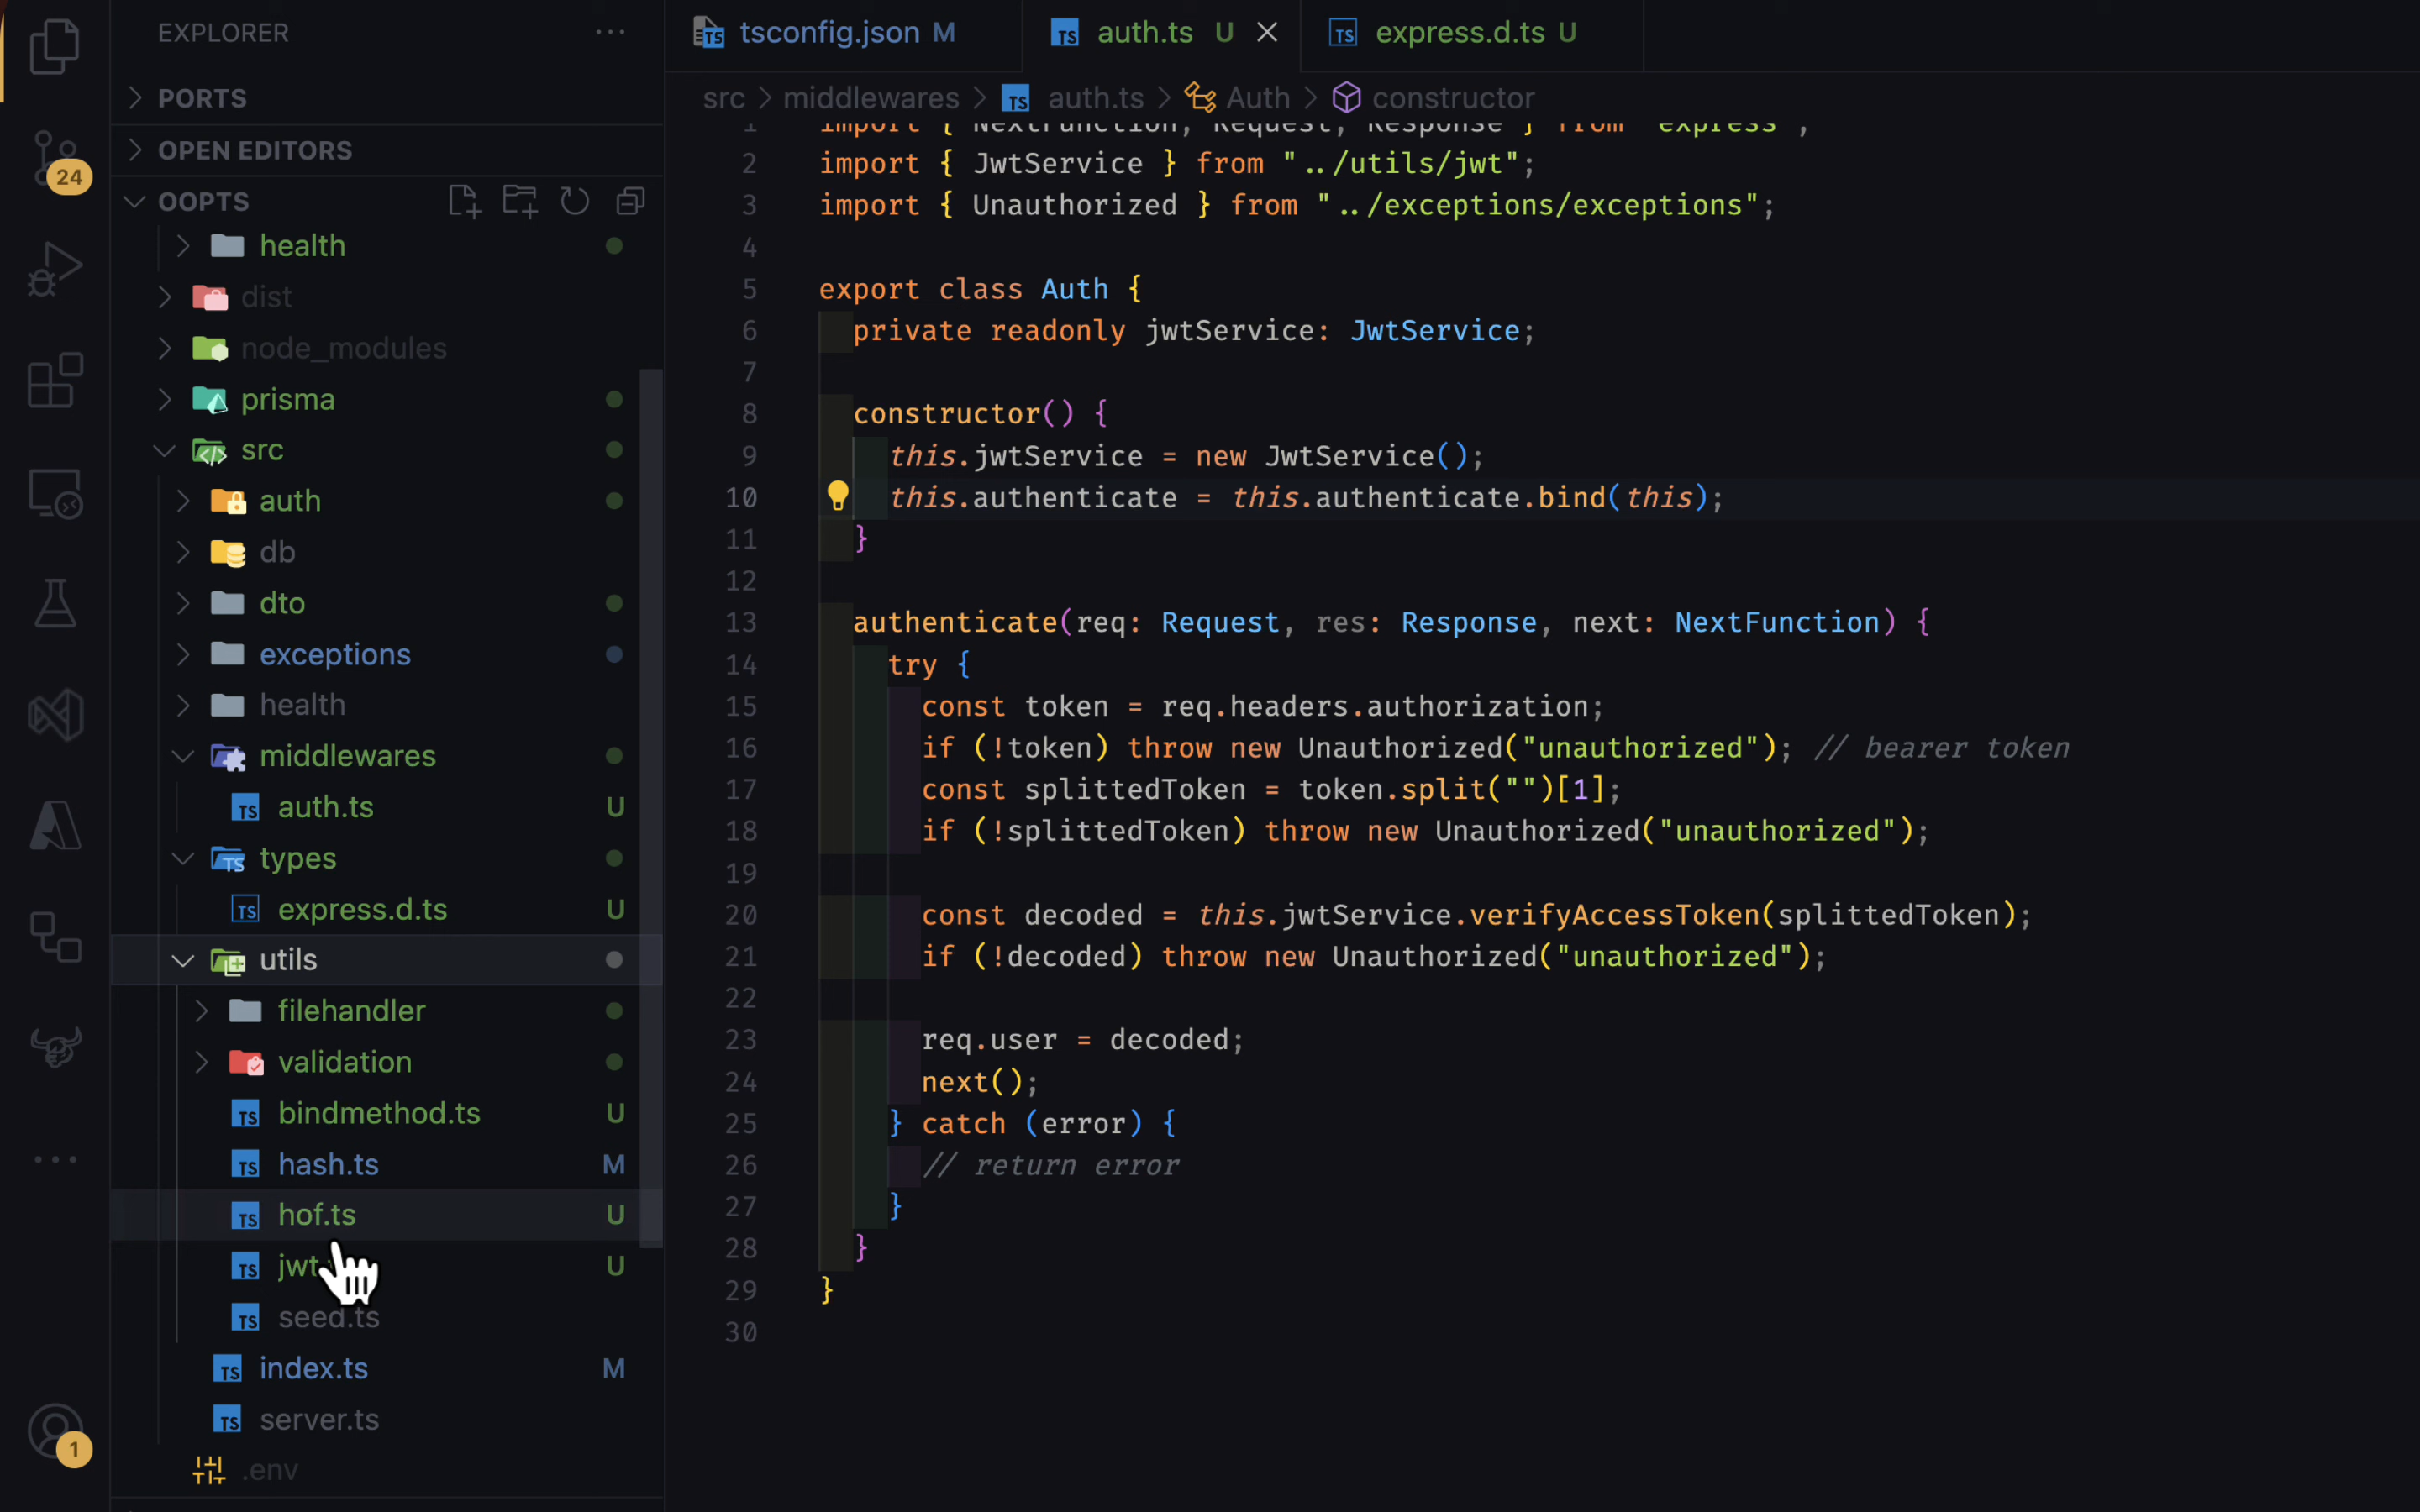 EXPLORER
PORTS
OPEN EDITORS
OOPTS
health
dist
node_modules
prisma
src
auth
db
dto
exceptions
health
middlewares
auth.ts U
types
express.d.ts U
utils
filehandler
validation
bindmethod.ts U
hash.ts M
hof.ts U
jwt U
seed.ts
index.ts M
server.ts
.env
24
1
tsconfig.json M
auth.ts U
express.d.ts U
src > middlewares > TS auth.ts > Auth > constructor
1 import { NextFunction, Request, Response } from "express";
2 import { JwtService } from "../utils/jwt";
3 import { Unauthorized } from "../exceptions/exceptions";
4
5 export class Auth {
6 private readonly jwtService: JwtService;
7
8 constructor() {
9 this.jwtService = new JwtService();
10 this.authenticate = this.authenticate.bind(this);
11 }
12
13 authenticate(req: Request, res: Response, next: NextFunction) {
14 try {
15 const token = req.headers.authorization;
16 if (!token) throw new Unauthorized("unauthorized"); // bearer token
17 const splittedToken = token.split("")[1];
18 if (!splittedToken) throw new Unauthorized("unauthorized");
19
20 const decoded = this.jwtService.verifyAccessToken(splittedToken);
21 if (!decoded) throw new Unauthorized("unauthorized");
22
23 req.user = decoded;
24 next();
25 } catch (error) {
26 // return error
27 }
28 }
29 }
30